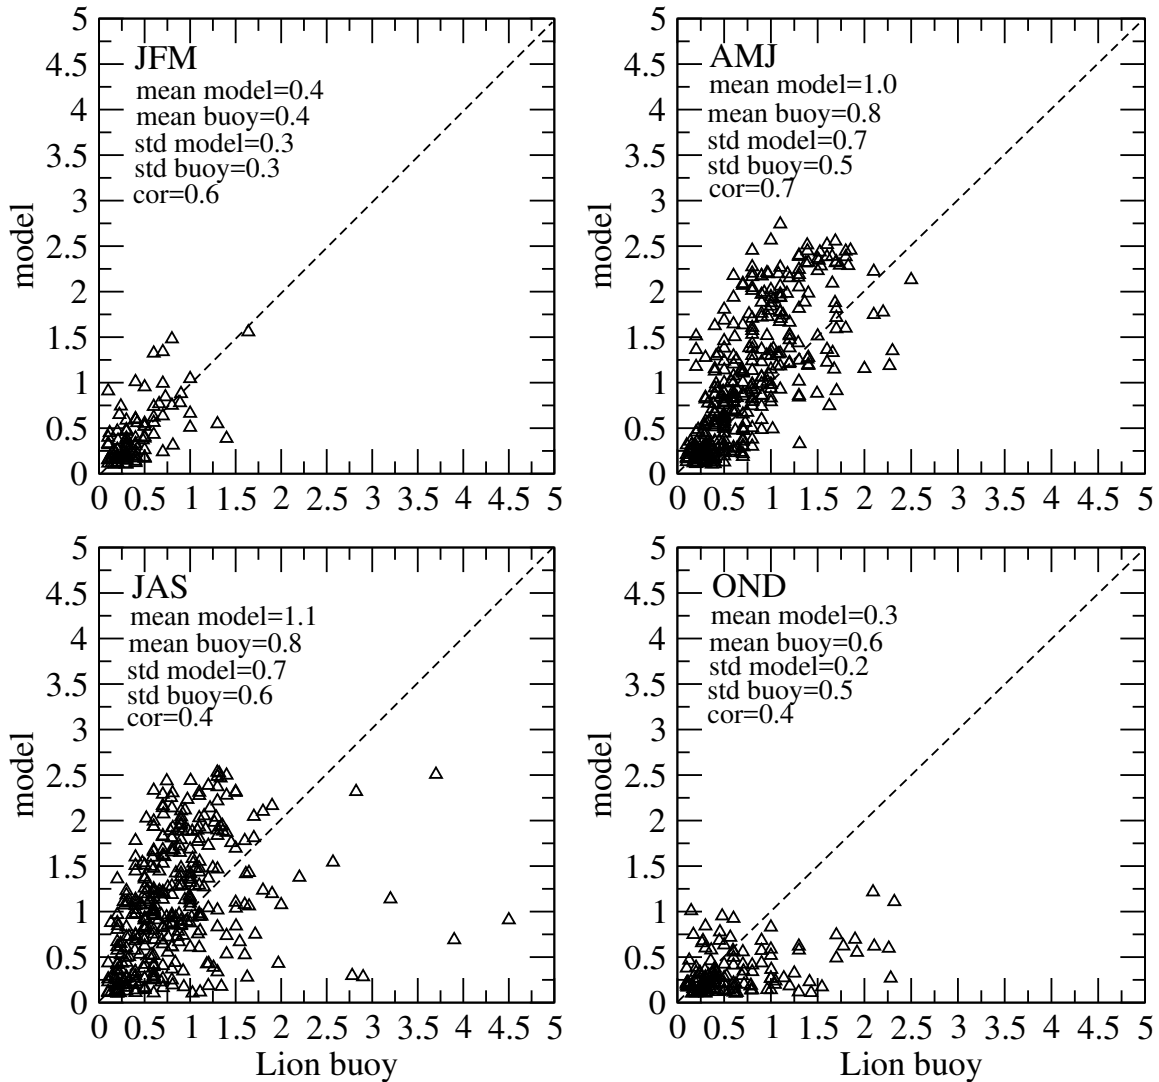 JFM
mean model=0.4
mean buoy=0.4
std model=0.3
std buoy=0.3
cor=0.6
model
5
4.5
4
3.5
3
2.5
2
1.5
1
0.5
0
0 0.5 1 1.5 2 2.5 3 3.5 4 4.5 5
AMJ
mean model=1.0
mean buoy=0.8
std model=0.7
std buoy=0.5
cor=0.7
model
5
4.5
4
3.5
3
2.5
2
1.5
1
0.5
0
0 0.5 1 1.5 2 2.5 3 3.5 4 4.5 5
JAS
mean model=1.1
mean buoy=0.8
std model=0.7
std buoy=0.6
cor=0.4
model
5
4.5
4
3.5
3
2.5
2
1.5
1
0.5
0
0 0.5 1 1.5 2 2.5 3 3.5 4 4.5 5
Lion buoy
OND
mean model=0.3
mean buoy=0.6
std model=0.2
std buoy=0.5
cor=0.4
model
5
4.5
4
3.5
3
2.5
2
1.5
1
0.5
0
0 0.5 1 1.5 2 2.5 3 3.5 4 4.5 5
Lion buoy